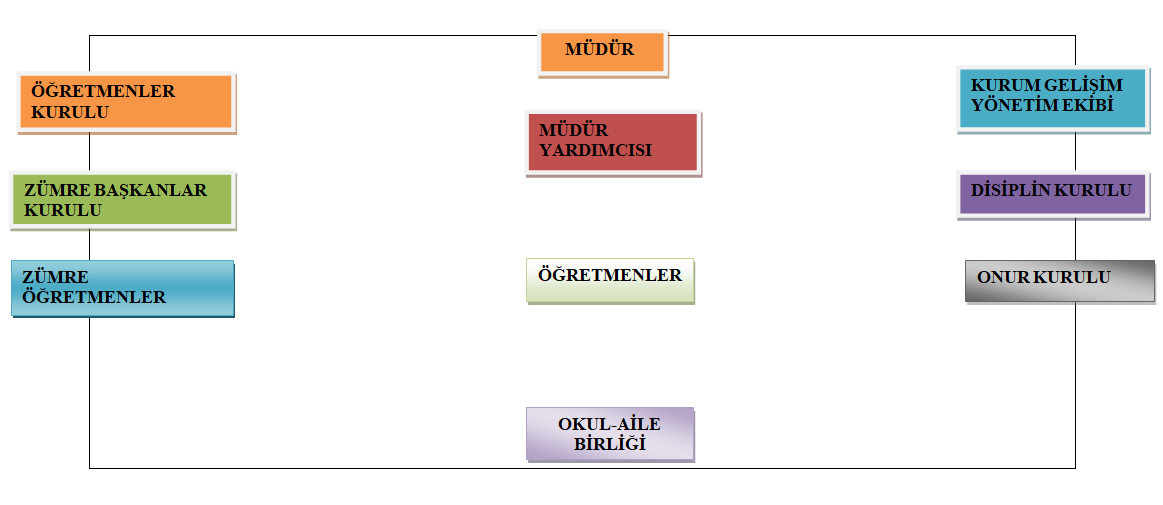 MÜDÜR
ÖĞRETMENLER
KURULU
KURUM GELİŞİM
YÖNETİM EKİBİ
MÜDÜR
YARDIMCISI
ZÜMRE BAŞKANLAR
KURULU
DİSİPLİN KURULU
ZÜMRE
ÖĞRETMENLER
ÖĞRETMENLER
ONUR KURULU
OKUL-AİLE
BİRLİĞİ